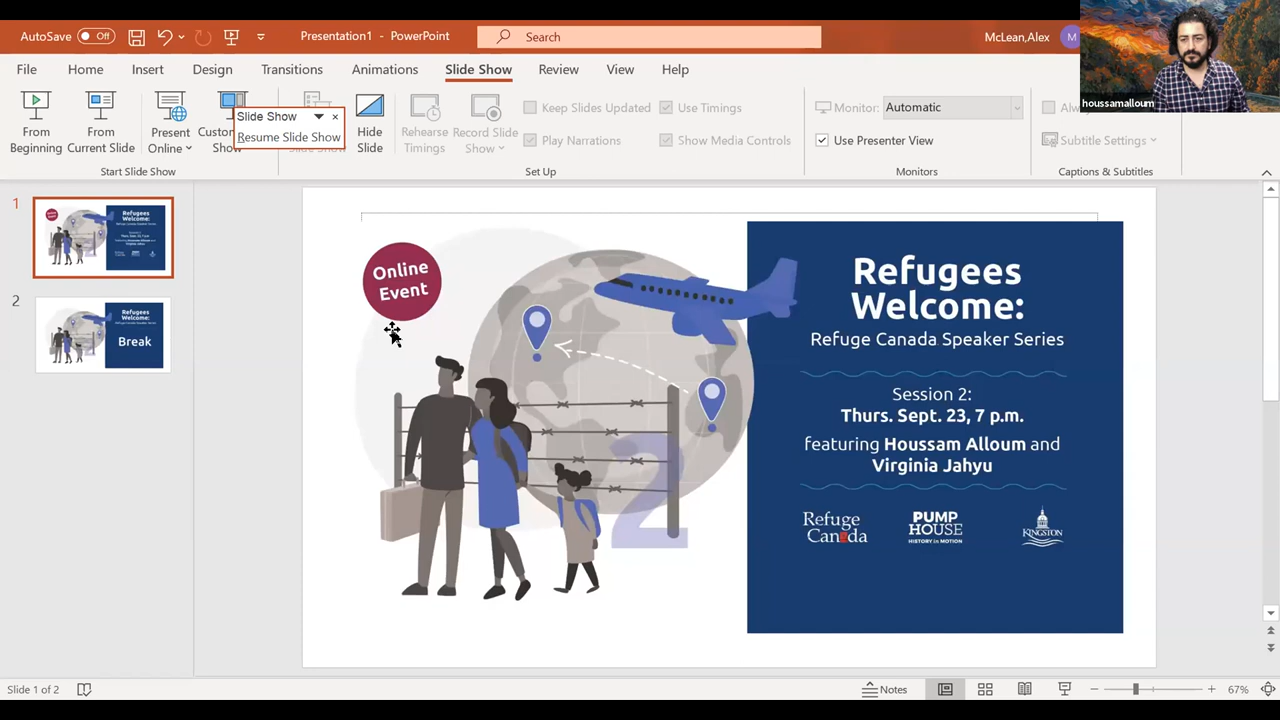 AutoSave Off
Presentation1 - PowerPoint
Search
McLean,Alex
M
houssamalloum
File Home Insert Design Transitions Animations Slide Show Review View Help
From Beginning
From Current Slide
Present Online
Custom Show
Slide Show
Resume Slide Show
Hide Slide
Rehearse Timings
Record Slide Show
Keep Slides Updated
Play Narrations
Use Timings
Show Media Controls
Monitor: Automatic
Use Presenter View
Subtitle Settings
Start Slide Show
Set Up
Monitors
Captions & Subtitles
1
2
Refugees
Welcome:
Break
Online
Event
2
Refugees
Welcome:
Refuge Canada Speaker Series
Session 2:
Thurs. Sept. 23, 7 p.m.
featuring Houssam Alloum and
Virginia Jahyu
Refuge
Canada
PUMP
HOUSE
HISTORY in MOTION
KINGSTON
Slide 1 of 2
Notes
67%